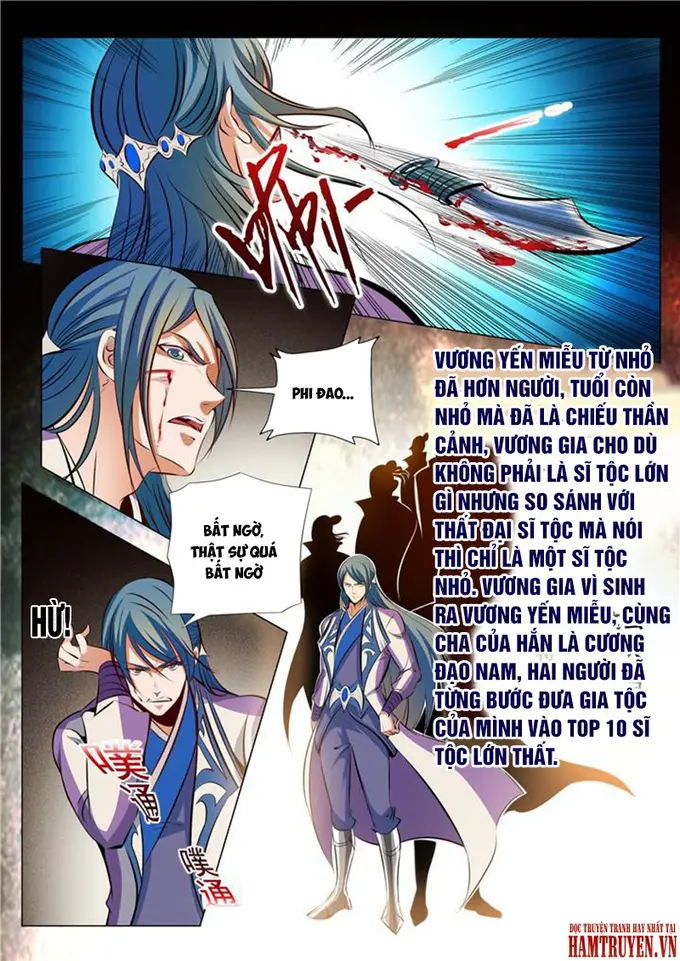 PHI ĐAO...
VƯƠNG YẾN MIỄU TỪ NHỎ
ĐÃ HƠN NGƯỜI, TUỔI CÒN
NHỎ MÀ ĐÃ LÀ CHIẾU THẦN
CẢNH, VƯƠNG GIA CHO DÙ
KHÔNG PHẢI LÀ SĨ TỘC LỚN
GÌ NHƯNG SO SÁNH VỚI
THẤT ĐẠI SĨ TỘC MÀ NÓI
THÌ CHỈ LÀ MỘT SĨ TỘC
NHỎ. VƯƠNG GIA VÌ SINH
RA VƯƠNG YẾN MIỄU, CÙNG
CHA CỦA HẮN LÀ CƯƠNG
ĐẠO NAM, HAI NGƯỜI ĐÃ
TỪNG BƯỚC ĐƯA GIA TỘC
CỦA MÌNH VÀO TOP 10 SĨ
TỘC LỚN THẤT.
BẤT NGỜ,
THẬT SỰ QUÁ
BẤT NGỜ
HỪ!
噗通
噗通
ĐỌC TRUYỆN TRANH HAY NHẤT TẠI
HAMTRUYEN.VN